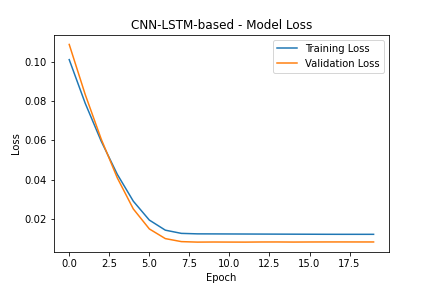 CNN-LSTM-based - Model Loss
Training Loss
Validation Loss
0.10
0.08
0.06
0.04
0.02
Loss
0.0 2.5 5.0 7.5 10.0 12.5 15.0 17.5
Epoch